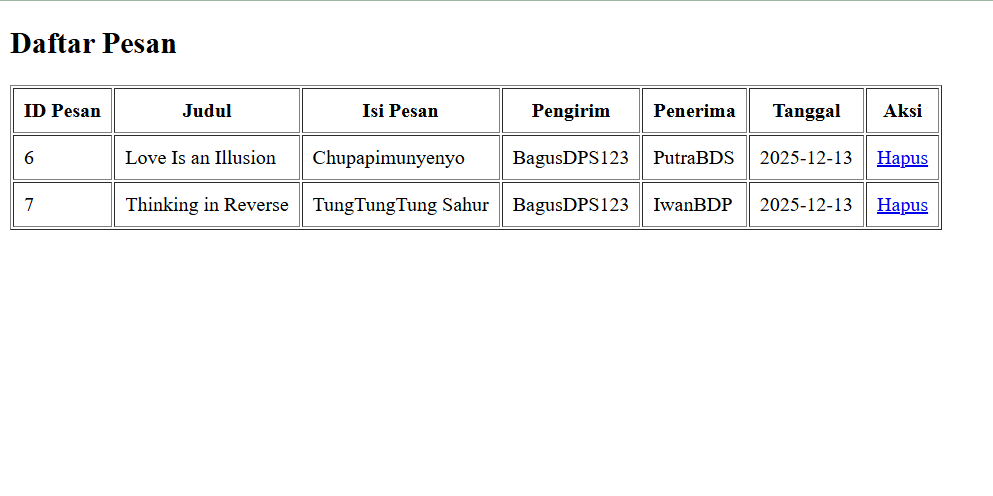 Daftar Pesan
ID Pesan Judul Isi Pesan Pengirim Penerima Tanggal Aksi
6 Love Is an Illusion Chupapimunyenyo BagusDPS123 PutraBDS 2025-12-13 Hapus
7 Thinking in Reverse TungTungTung Sahur BagusDPS123 IwanBDP 2025-12-13 Hapus